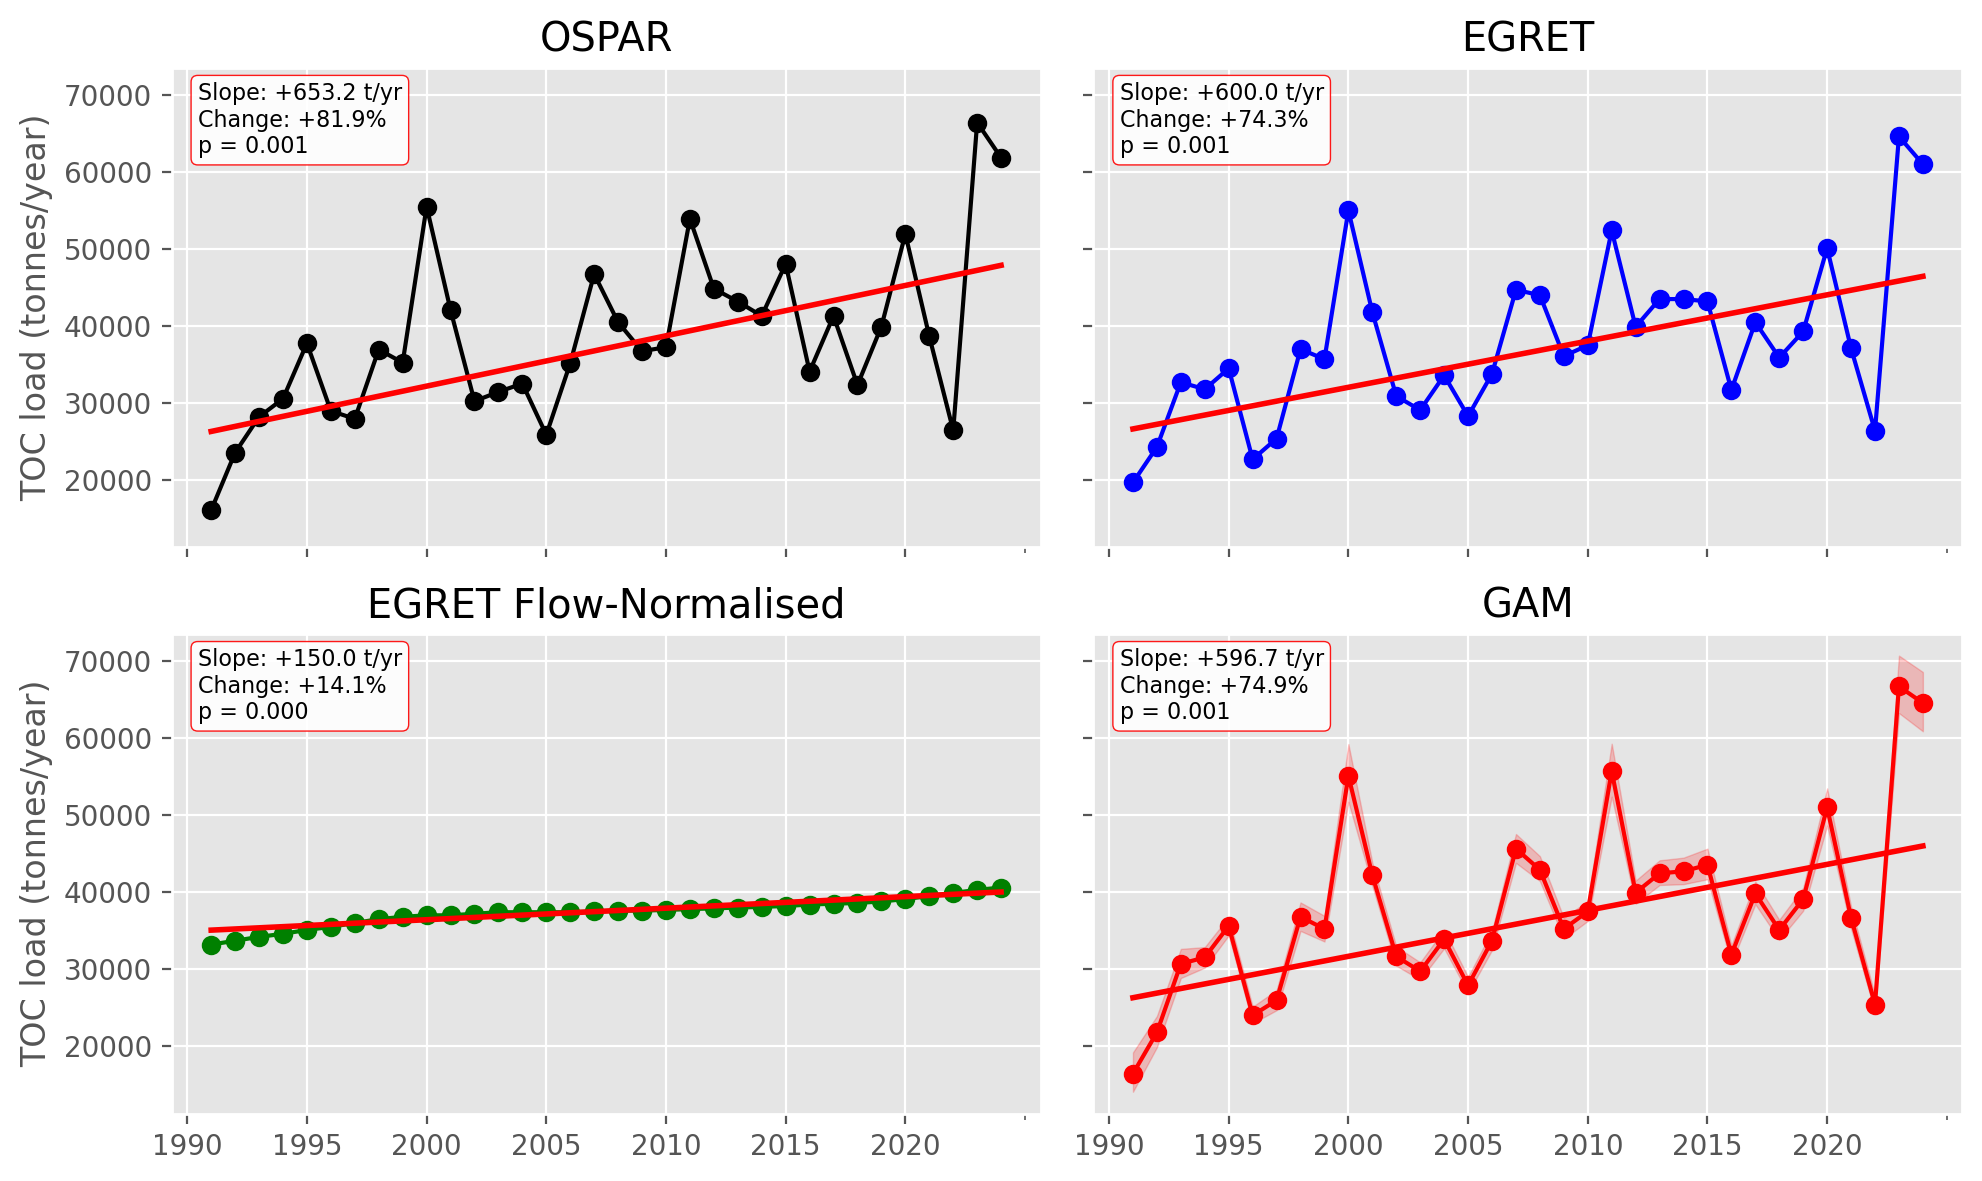 OSPAR
TOC load (tonnes/year)
70000
60000
50000
40000
30000
20000
Slope: +653.2 t/yr
Change: +81.9%
p = 0.001
EGRET
Slope: +600.0 t/yr
Change: +74.3%
p = 0.001
EGRET Flow-Normalised
TOC load (tonnes/year)
70000
60000
50000
40000
30000
20000
Slope: +150.0 t/yr
Change: +14.1%
p = 0.000
1990 1995 2000 2005 2010 2015 2020
GAM
Slope: +596.7 t/yr
Change: +74.9%
p = 0.001
1990 1995 2000 2005 2010 2015 2020